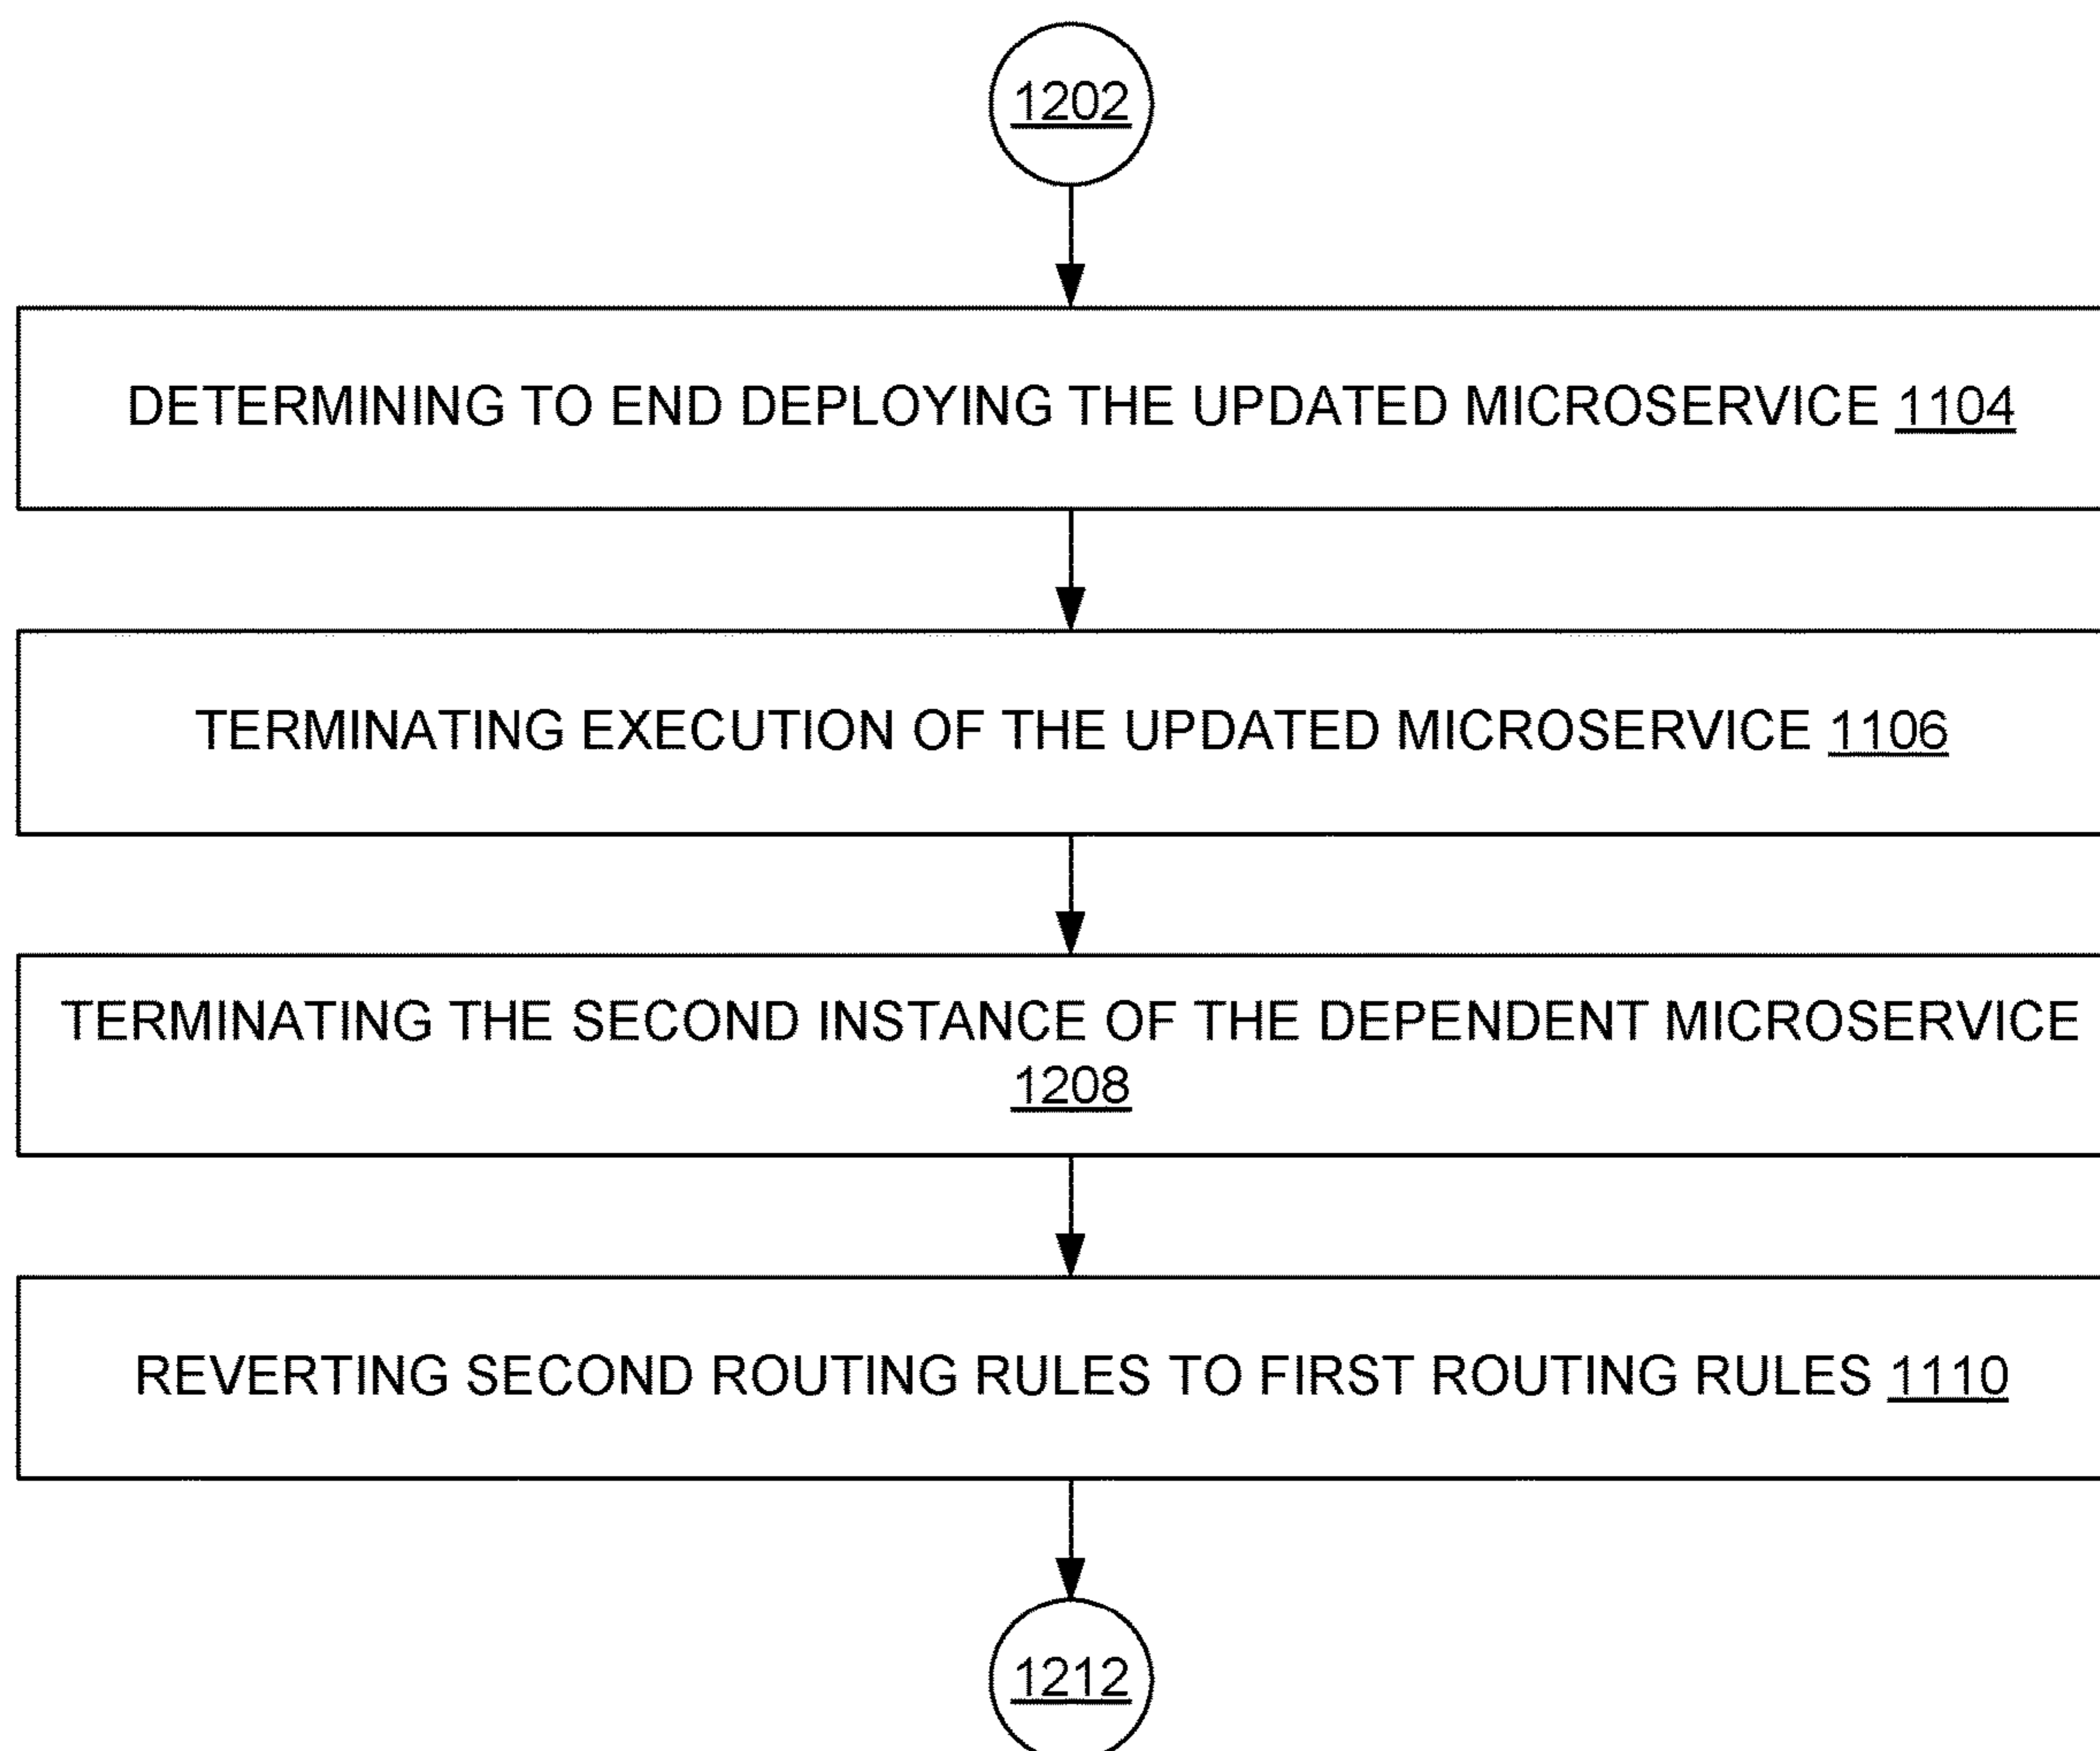 1202
DETERMINING TO END DEPLOYING THE UPDATED MICROSERVICE 1104
TERMINATING EXECUTION OF THE UPDATED MICROSERVICE 1106
TERMINATING THE SECOND INSTANCE OF THE DEPENDENT MICROSERVICE
1208
REVERTING SECOND ROUTING RULES TO FIRST ROUTING RULES 1110
1212